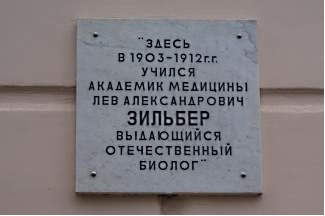 "ЗДЕСЬ
В 1903-1912 г.г.
УЧИЛСЯ
АКАДЕМИК МЕДИЦИНЫ
ЛЕВ АЛЕКСАНДРОВИЧ
ЗИЛЬБЕР
ВЫДАЮЩИЙСЯ
ОТЕЧЕСТВЕННЫЙ
БИОЛОГ"